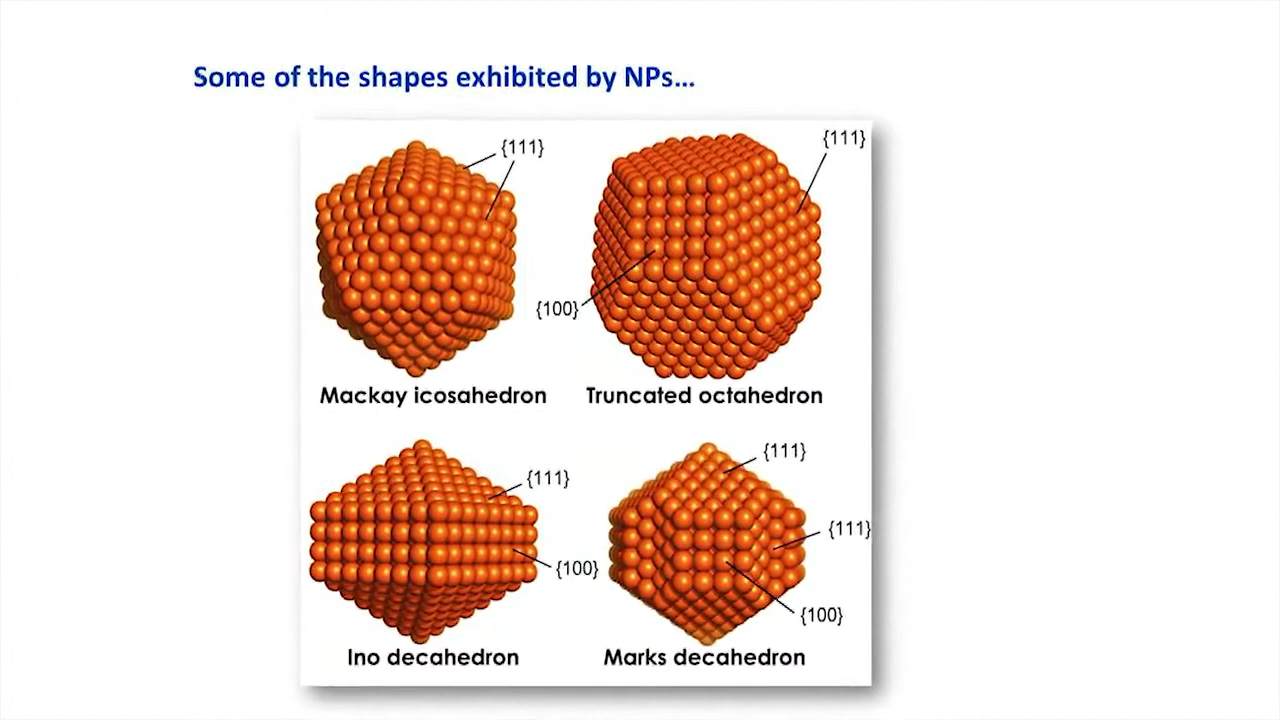 Some of the shapes exhibited by NPs...
{111}
{111}
{100}
Mackay icosahedron
Truncated octahedron
{111}
{100}
{111}
{111}
{100}
Ino decahedron
Marks decahedron